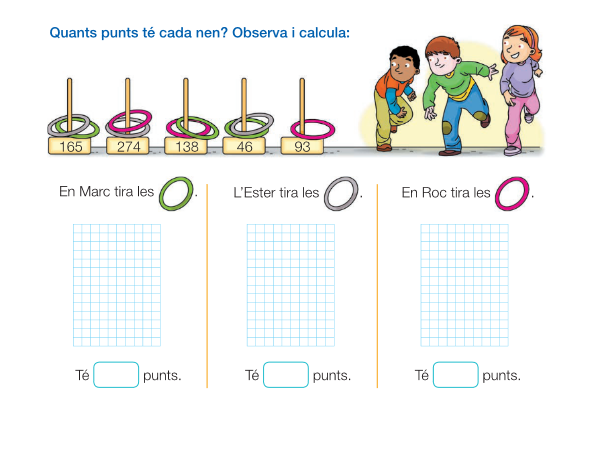 Quants punts té cada nen? Observa i calcula:
165 274 138 46 93
En Marc tira les .
L'Ester tira les .
En Roc tira les .
Té punts.
Té punts.
Té punts.